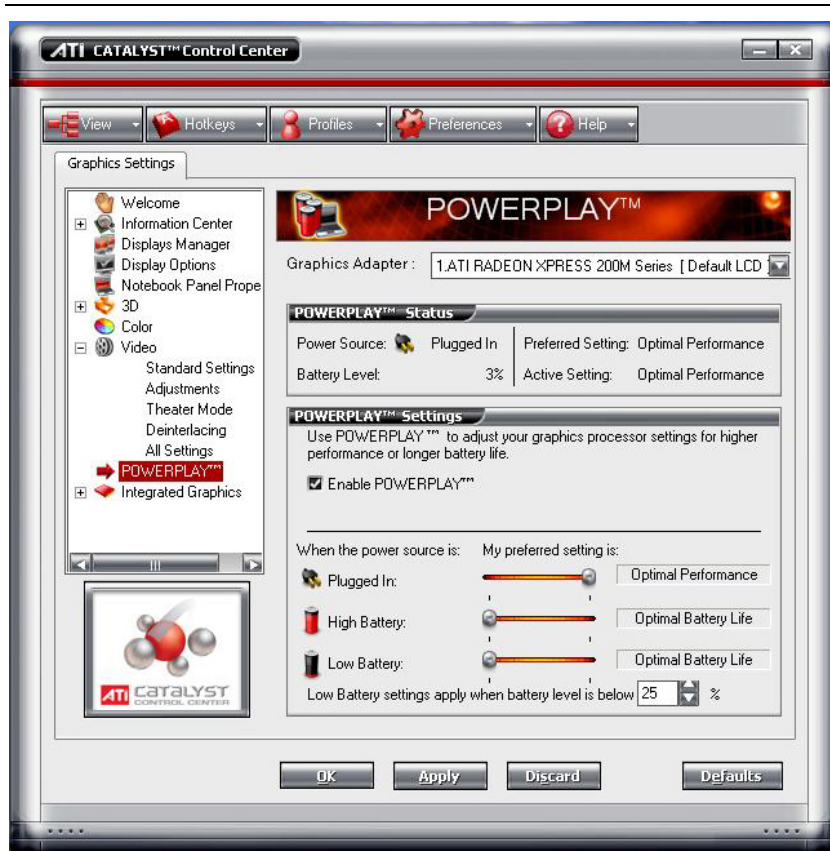 ATI CATALYST™ Control Center
View Hotkeys Profiles Preferences Help
Graphics Settings
Welcome
Information Center
Displays Manager
Display Options
Notebook Panel Prope
3D
Color
Video
Standard Settings
Adjustments
Theater Mode
Deinterlacing
All Settings
POWERPLAY™
Integrated Graphics
ATI CATALYST
CONTROL CENTER
POWERPLAY™
Graphics Adapter : 1.ATI RADEON XPRESS 200M Series [ Default LCD ]
POWERPLAY™ Status
Power Source: Plugged In Preferred Setting: Optimal Performance
Battery Level: 3% Active Setting: Optimal Performance
POWERPLAY™ Settings
Use POWERPLAY™ to adjust your graphics processor settings for higher
performance or longer battery life.
Enable POWERPLAY™
When the power source is: My preferred setting is:
Plugged In: Optimal Performance
High Battery: Optimal Battery Life
Low Battery: Optimal Battery Life
Low Battery settings apply when battery level is below 25 %
OK Apply Discard Defaults